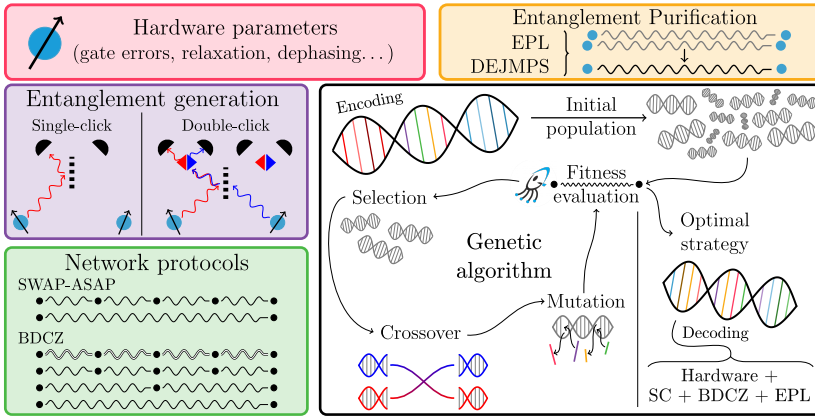 Hardware parameters
(gate errors, relaxation, dephasing...)
Entanglement Purification
EPL
DEJMPS
Entanglement generation
Single-click
Double-click
Network protocols
SWAP-ASAP
BDCZ
Encoding
Initial
population
Fitness
evaluation
Selection
Genetic
algorithm
Optimal
strategy
Crossover
Mutation
Decoding
Hardware +
SC + BDCZ + EPL